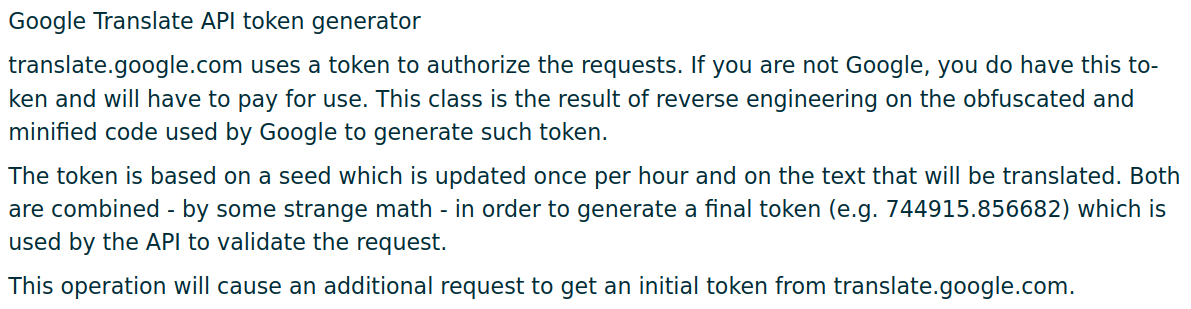 Google Translate API token generator
translate.google.com uses a token to authorize the requests. If you are not Google, you do have this to-
ken and will have to pay for use. This class is the result of reverse engineering on the obfuscated and
minified code used by Google to generate such token.
The token is based on a seed which is updated once per hour and on the text that will be translated. Both
are combined - by some strange math - in order to generate a final token (e.g. 744915.856682) which is
used by the API to validate the request.
This operation will cause an additional request to get an initial token from translate.google.com.